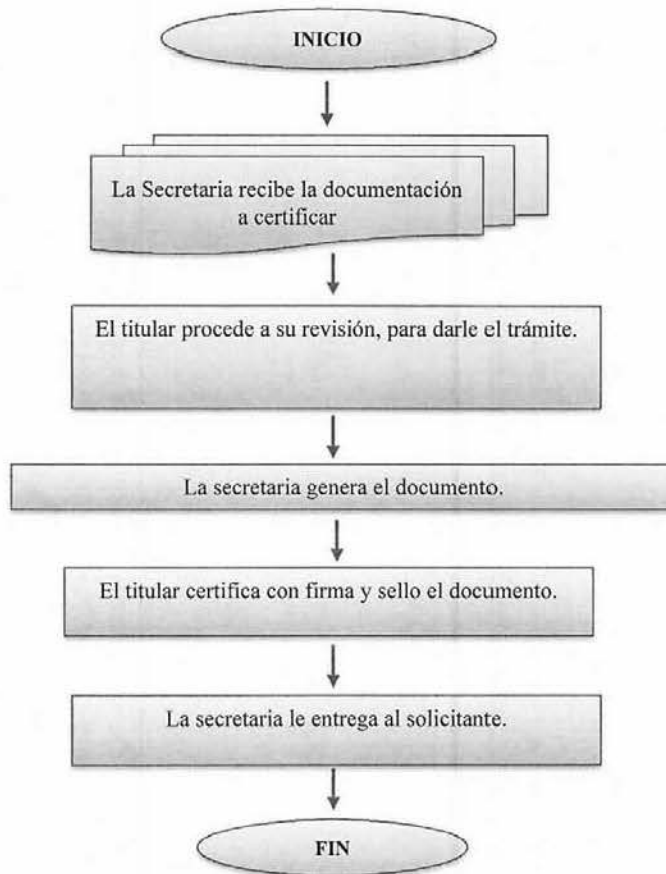 INICIO
La Secretaria recibe la documentación
a certificar
El titular procede a su revisión, para darle el trámite.
La secretaria genera el documento.
El titular certifica con firma y sello el documento.
La secretaria le entrega al solicitante.
FIN